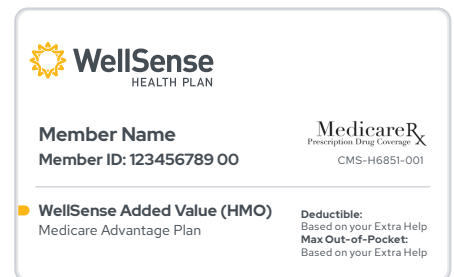 WellSense
HEALTH PLAN
Member Name
Member ID: 123456789 00
MedicareRx
Prescription Drug Coverage
CMS-H6851-001
WellSense Added Value (HMO)
Medicare Advantage Plan
Deductible:
Based on your Extra Help
Max Out-of-Pocket:
Based on your Extra Help